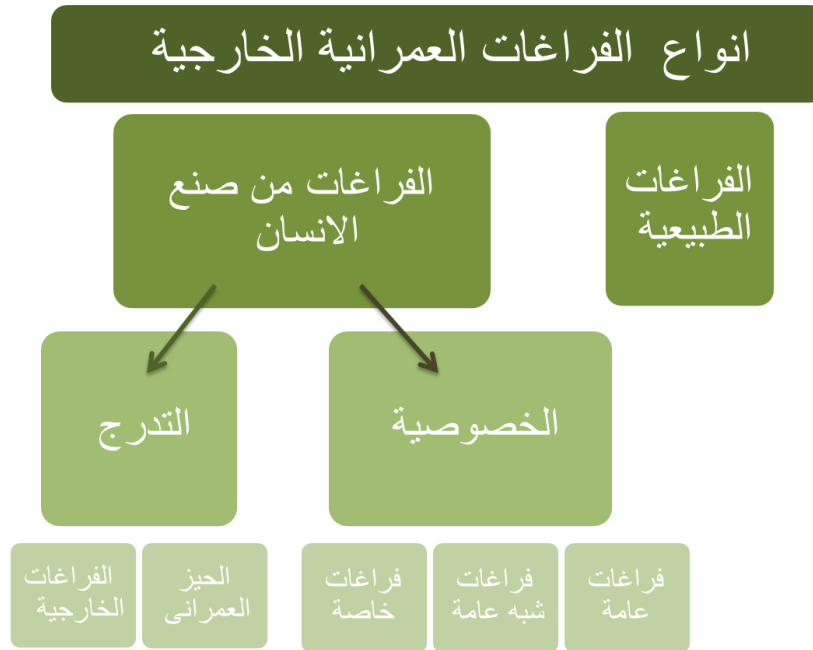 انواع الفراغات العمرانية الخارجية
الفراغات
الطبيعية
الفراغات من صنع
الانسان
الخصوصية
التدرج
فراغات
عامة
فراغات
شبه عامة
فراغات
خاصة
الحيز
العمرانى
الفراغات
الخارجية